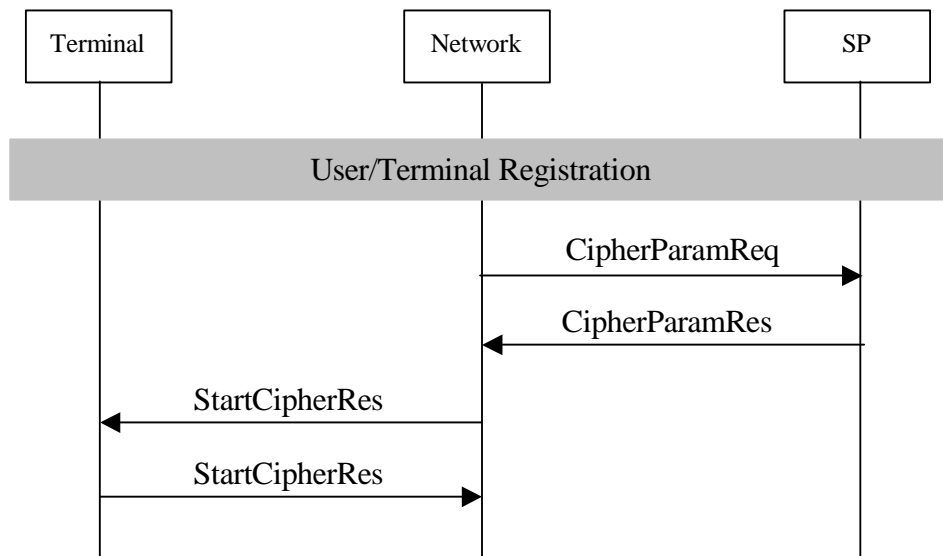 Terminal
Network
SP
User/Terminal Registration
CipherParamReq
CipherParamRes
StartCipherRes
StartCipherRes